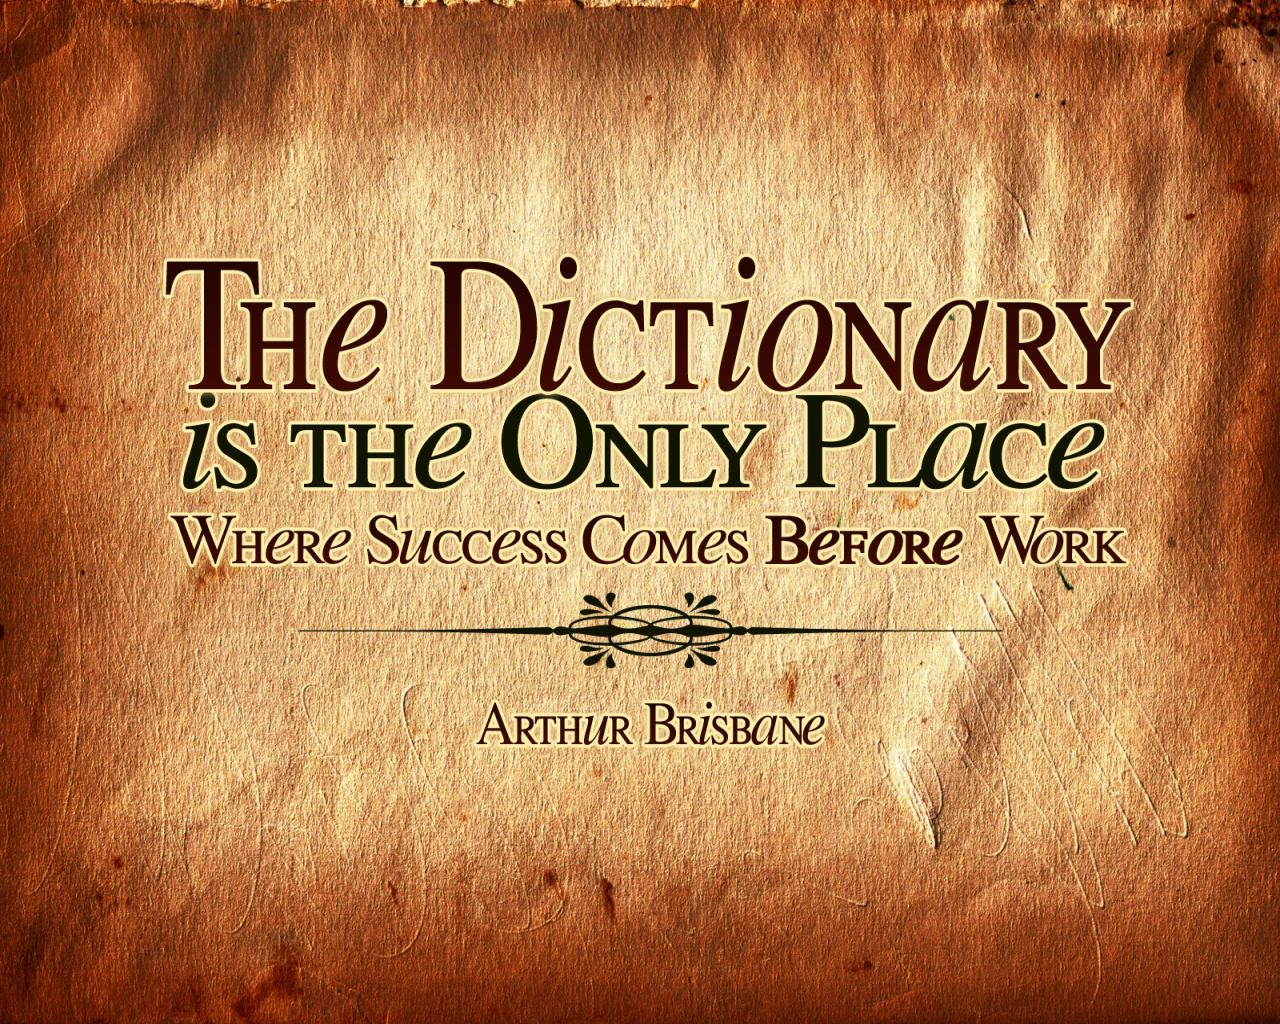 The Dictionary
is the Only Place
Where Success Comes Before Work
Arthur Brisbane